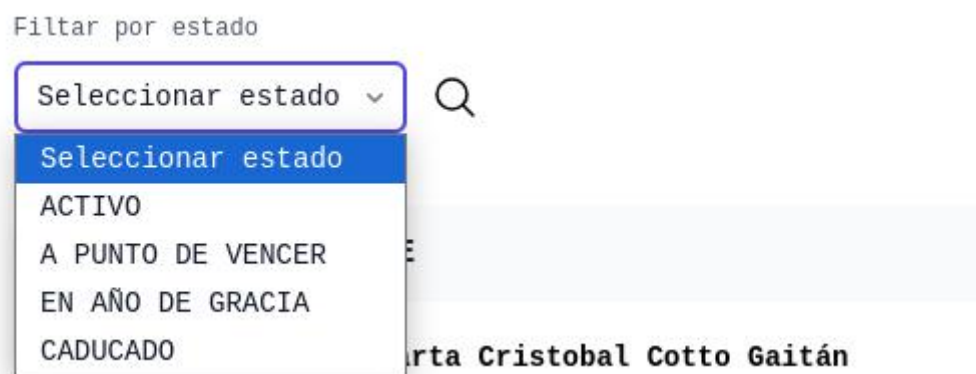 Filtar por estado
Seleccionar estado
Seleccionar estado
ACTIVO
A PUNTO DE VENCER
EN AÑO DE GRACIA
CADUCADO
Cristobal Cotto Gaitán